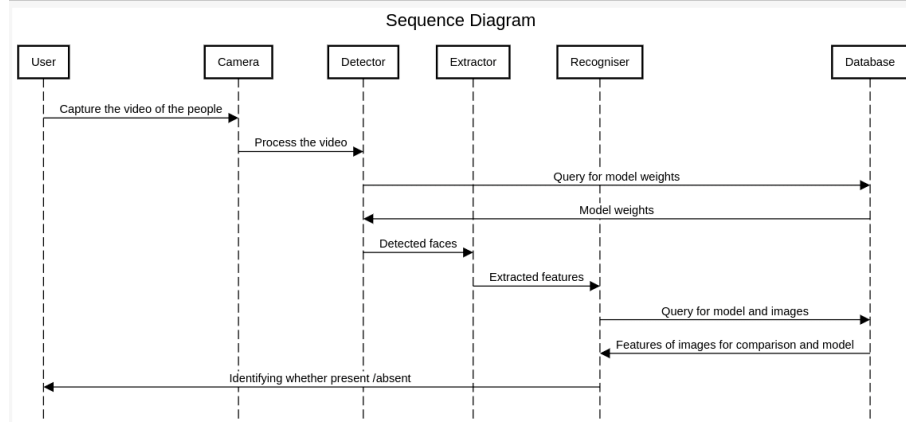 Sequence Diagram
User
Camera
Detector
Extractor
Recogniser
Database
Capture the video of the people
Process the video
Query for model weights
Model weights
Detected faces
Extracted features
Query for model and images
Features of images for comparison and model
Identifying whether present /absent